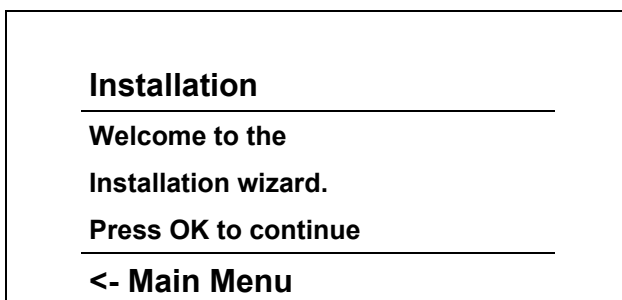 Installation
Welcome to the
Installation wizard.
Press OK to continue
<- Main Menu